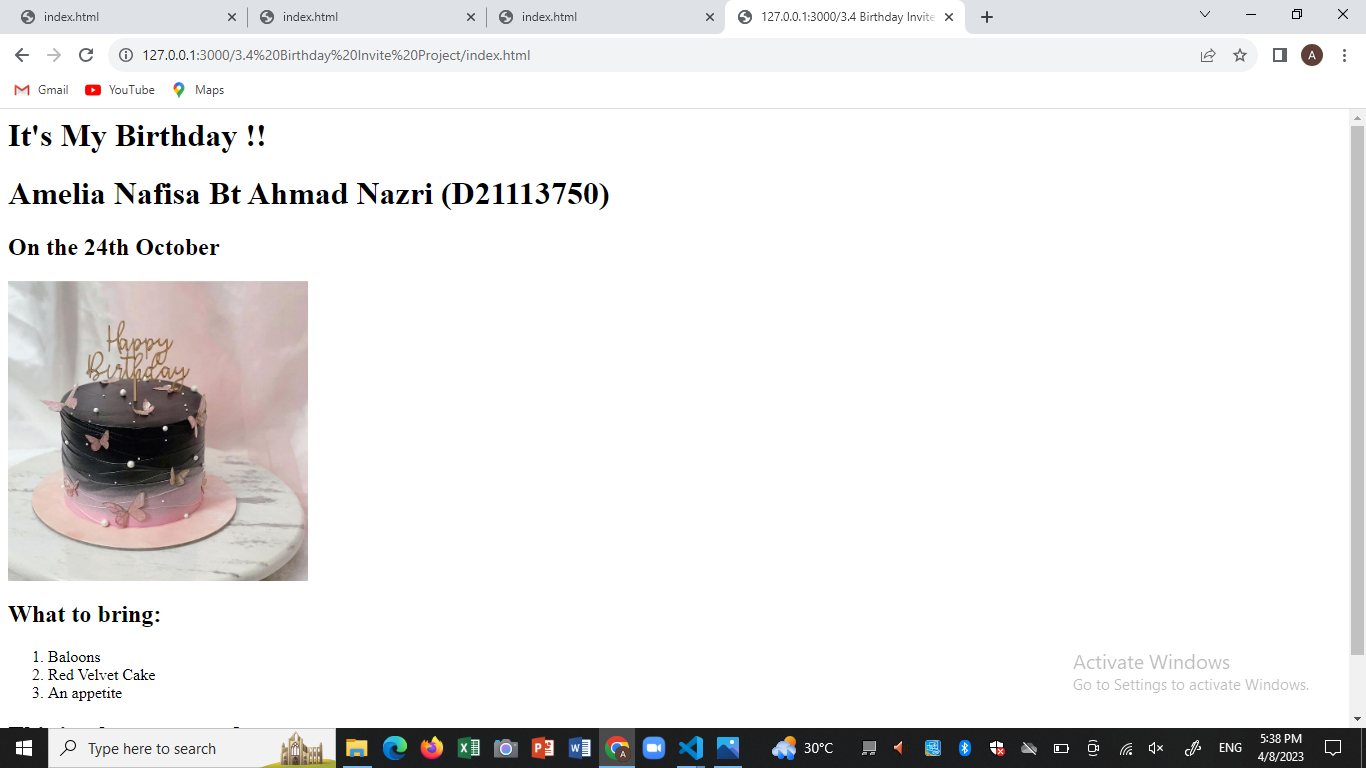 index.html
index.html
index.html
127.0.0.1:3000/3.4 Birthday Invite
127.0.0.1:3000/3.4%20Birthday%20Invite%20Project/index.html
A
Gmail
YouTube
Maps
It's My Birthday !!
Amelia Nafisa Bt Ahmad Nazri (D21113750)
On the 24th October
Happy
Birthday
What to bring:
1. Baloons
2. Red Velvet Cake
3. An appetite
Activate Windows
Go to Settings to activate Windows.
Type here to search
30°C
ENG
5:38 PM
4/8/2023